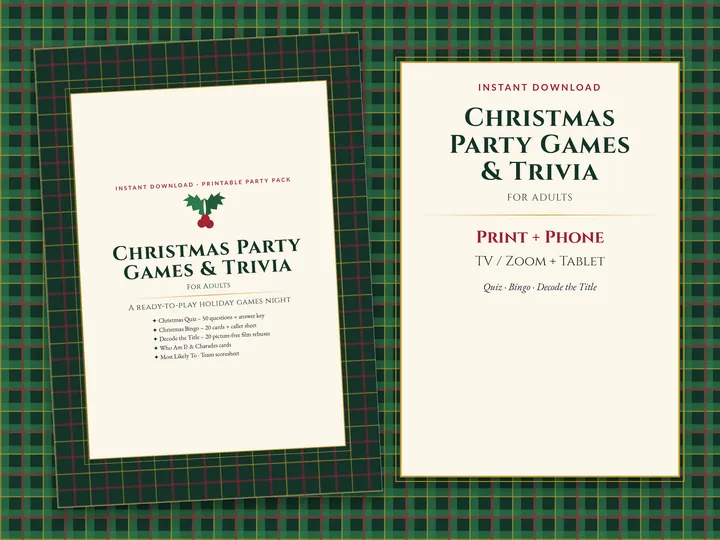 INSTANT DOWNLOAD · PRINTABLE PARTY PACK
Christmas Party
Games & Trivia
For Adults
A ready-to-play holiday games night
✦ Christmas Quiz – 50 questions + answer key
✦ Christmas Bingo – 20 cards + caller sheet
✦ Decode the Title – 20 picture-free film rebuses
✦ Who Am I? & Charades cards
✦ Most Likely To · Team scoresheet
INSTANT DOWNLOAD
Christmas
Party Games
& Trivia
FOR ADULTS
Print + Phone
TV / Zoom + Tablet
Quiz · Bingo · Decode the Title